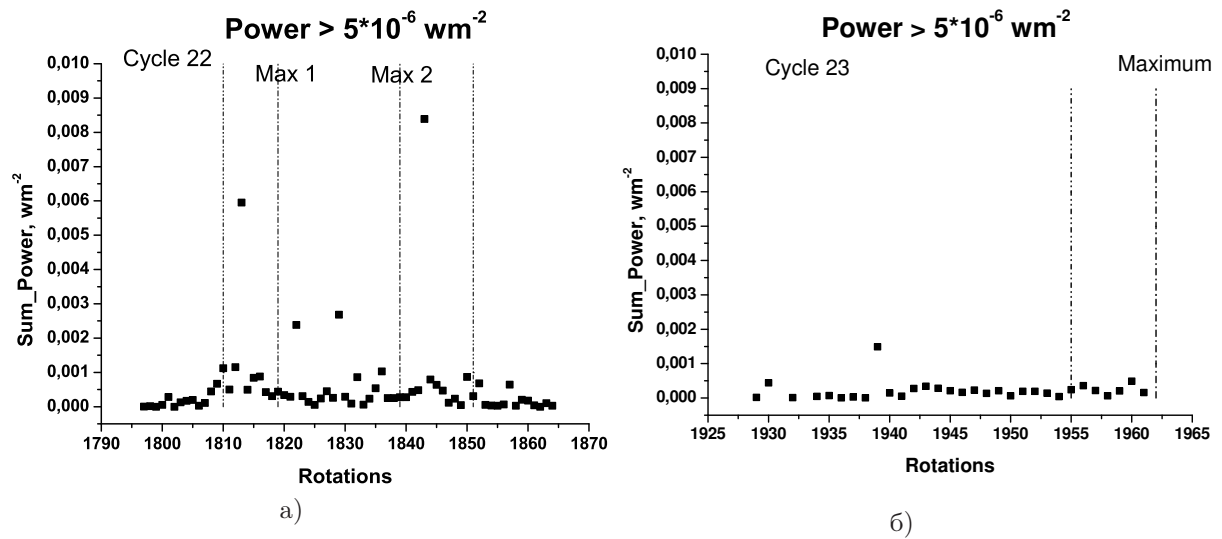 Power > 5*10⁻⁶ wm⁻²
Cycle 22
Max 1
Max 2
0,010
0,009
0,008
0,007
0,006
0,005
0,004
0,003
0,002
0,001
0,000
Sum_Power, wm⁻²
1790 1800 1810 1820 1830 1840 1850 1860 1870
Rotations
a)
Power > 5*10⁻⁶ wm⁻²
Cycle 23
Maximum
0,010
0,009
0,008
0,007
0,006
0,005
0,004
0,003
0,002
0,001
0,000
Sum_Power, wm⁻²
1925 1930 1935 1940 1945 1950 1955 1960 1965
Rotations
б)